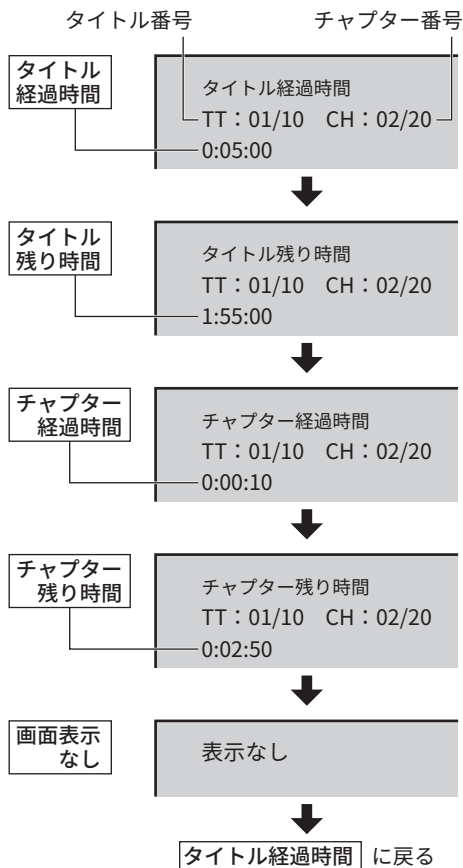 タイトル番号
チャプター番号
タイトル
経過時間
タイトル経過時間
TT：01/10　CH：02/20
0:05:00
タイトル
残り時間
タイトル残り時間
TT：01/10　CH：02/20
1:55:00
チャプター
経過時間
チャプター経過時間
TT：01/10　CH：02/20
0:00:10
チャプター
残り時間
チャプター残り時間
TT：01/10　CH：02/20
0:02:50
画面表示
なし
表示なし
タイトル経過時間 に戻る